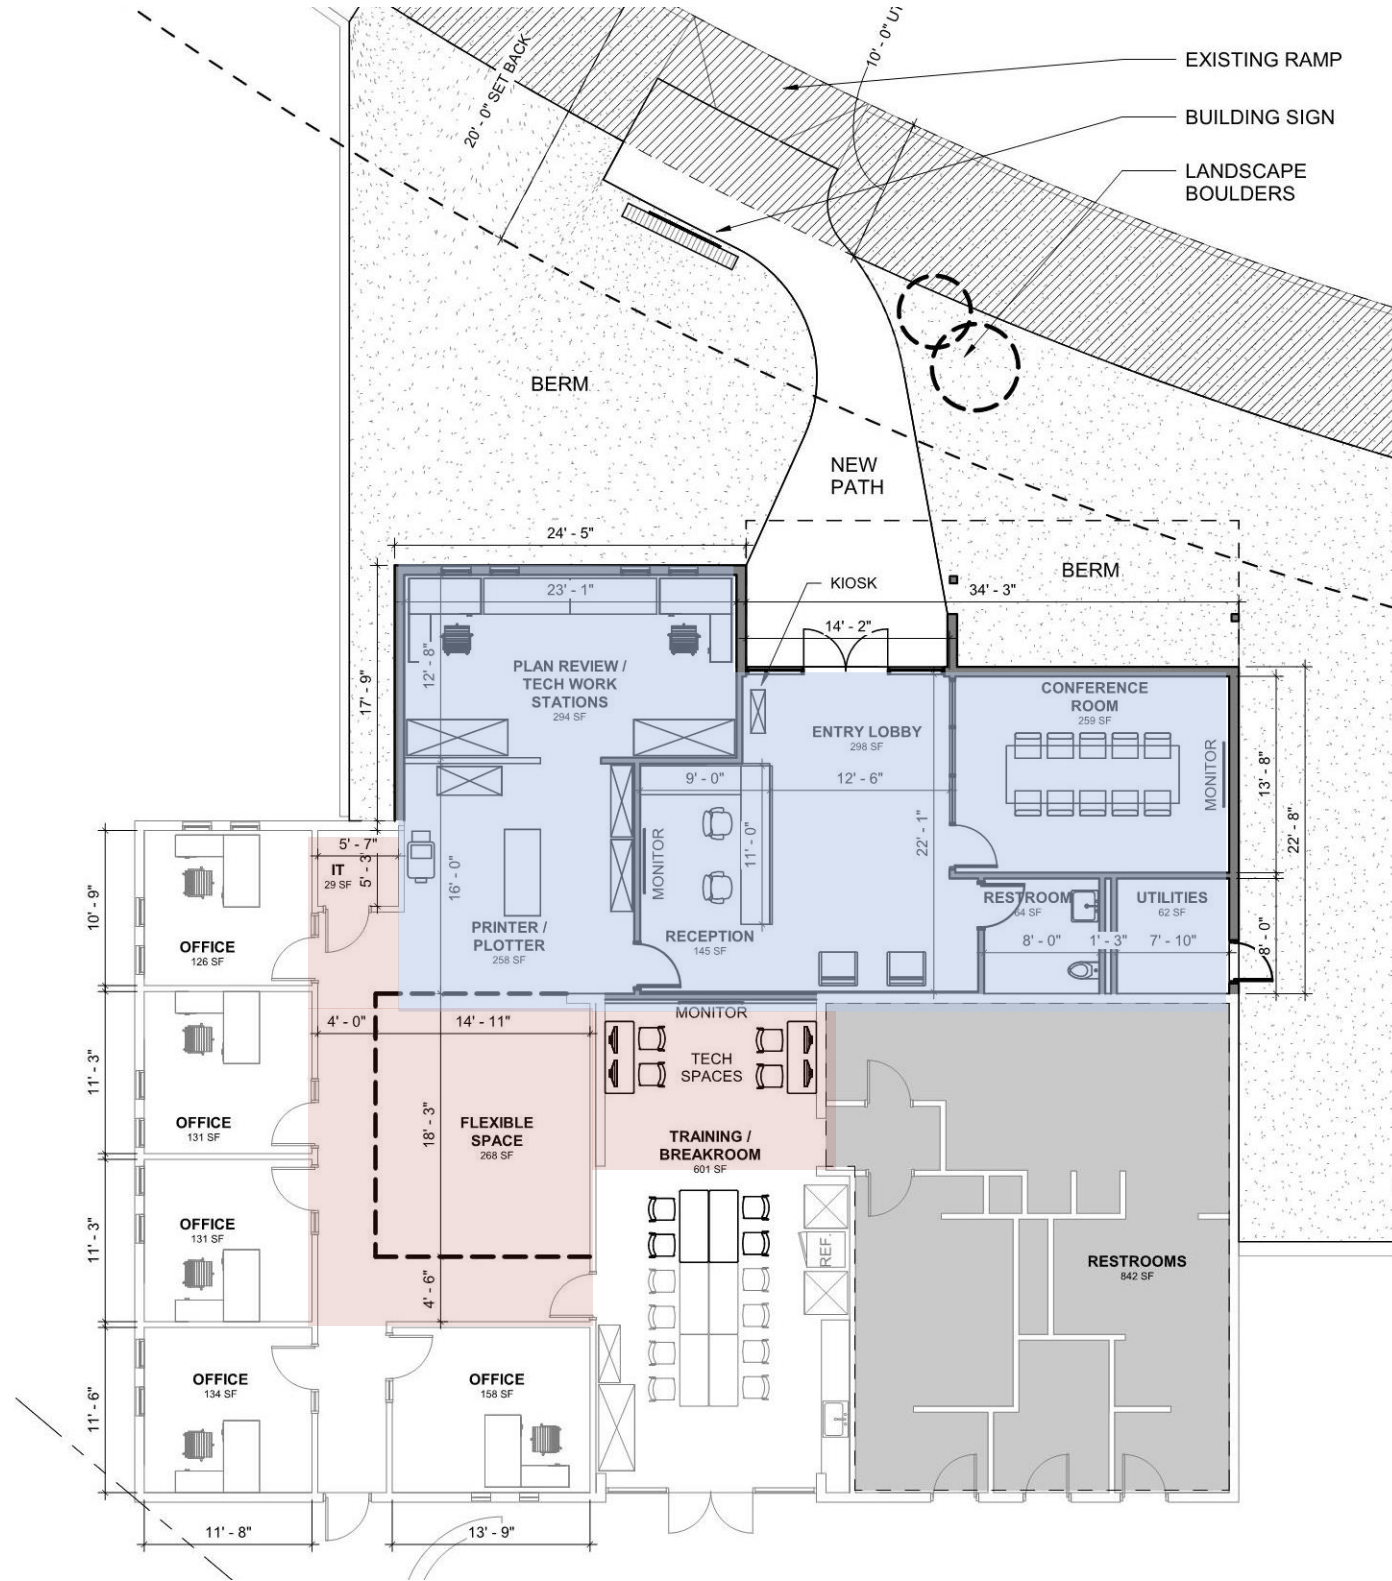 20' - 0" SET BACK
10' - 0"
EXISTING RAMP
BUILDING SIGN
LANDSCAPE
BOULDERS
BERM
NEW
PATH
24' - 5"
BERM
KIOSK
23' - 1"
34' - 3"
14' - 2"
12' - 8"
17' - 9"
PLAN REVIEW /
TECH WORK
STATIONS
294 SF
ENTRY LOBBY
298 SF
CONFERENCE
ROOM
259 SF
MONITOR
13' - 8"
22' - 8"
9' - 0"
12' - 6"
11' - 0"
22' - 1"
MONITOR
16' - 0"
5' - 7"
5' - 3"
IT
29 SF
10' - 9"
OFFICE
126 SF
PRINTER /
PLOTTER
258 SF
RECEPTION
145 SF
RESTROOM
64 SF
UTILITIES
62 SF
8' - 0"
1' - 3"
7' - 10"
8' - 0"
4' - 0"
14' - 11"
MONITOR
TECH
SPACES
11' - 3"
OFFICE
131 SF
18' - 3"
FLEXIBLE
SPACE
268 SF
TRAINING /
BREAKROOM
601 SF
11' - 3"
OFFICE
131 SF
4' - 6"
REF.
RESTROOMS
842 SF
11' - 6"
OFFICE
134 SF
OFFICE
158 SF
11' - 8"
13' - 9"